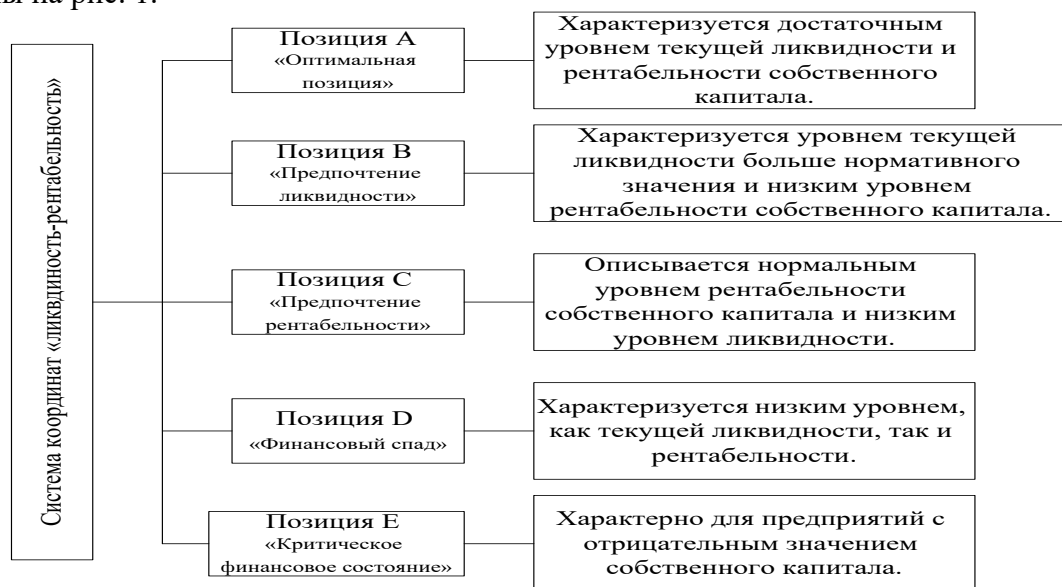 ны на рис. 1.
Система координат «ликвдиность-рентабельность»
Позиция A
«Оптимальная
позиция»
Характеризуется достаточным
уровнем текущей ликвидности и
рентабельности собственного
капитала.
Позиция B
«Предпочтение
ликвидности»
Характеризуется уровнем текущей
ликвидности больше нормативного
значения и низким уровнем
рентабельности собственного капитала.
Позиция C
«Предпочтение
рентабельности»
Описывается нормальным
уровнем рентабельности
собственного капитала и низким
уровнем ликвидности.
Позиция D
«Финансовый спад»
Характеризуется низким уровнем,
как текущей ликвидности, так и
рентабельности.
Позиция E
«Критическое
финансовое состояние»
Характерно для предприятий с
отрицательным значением
собственного капитала.